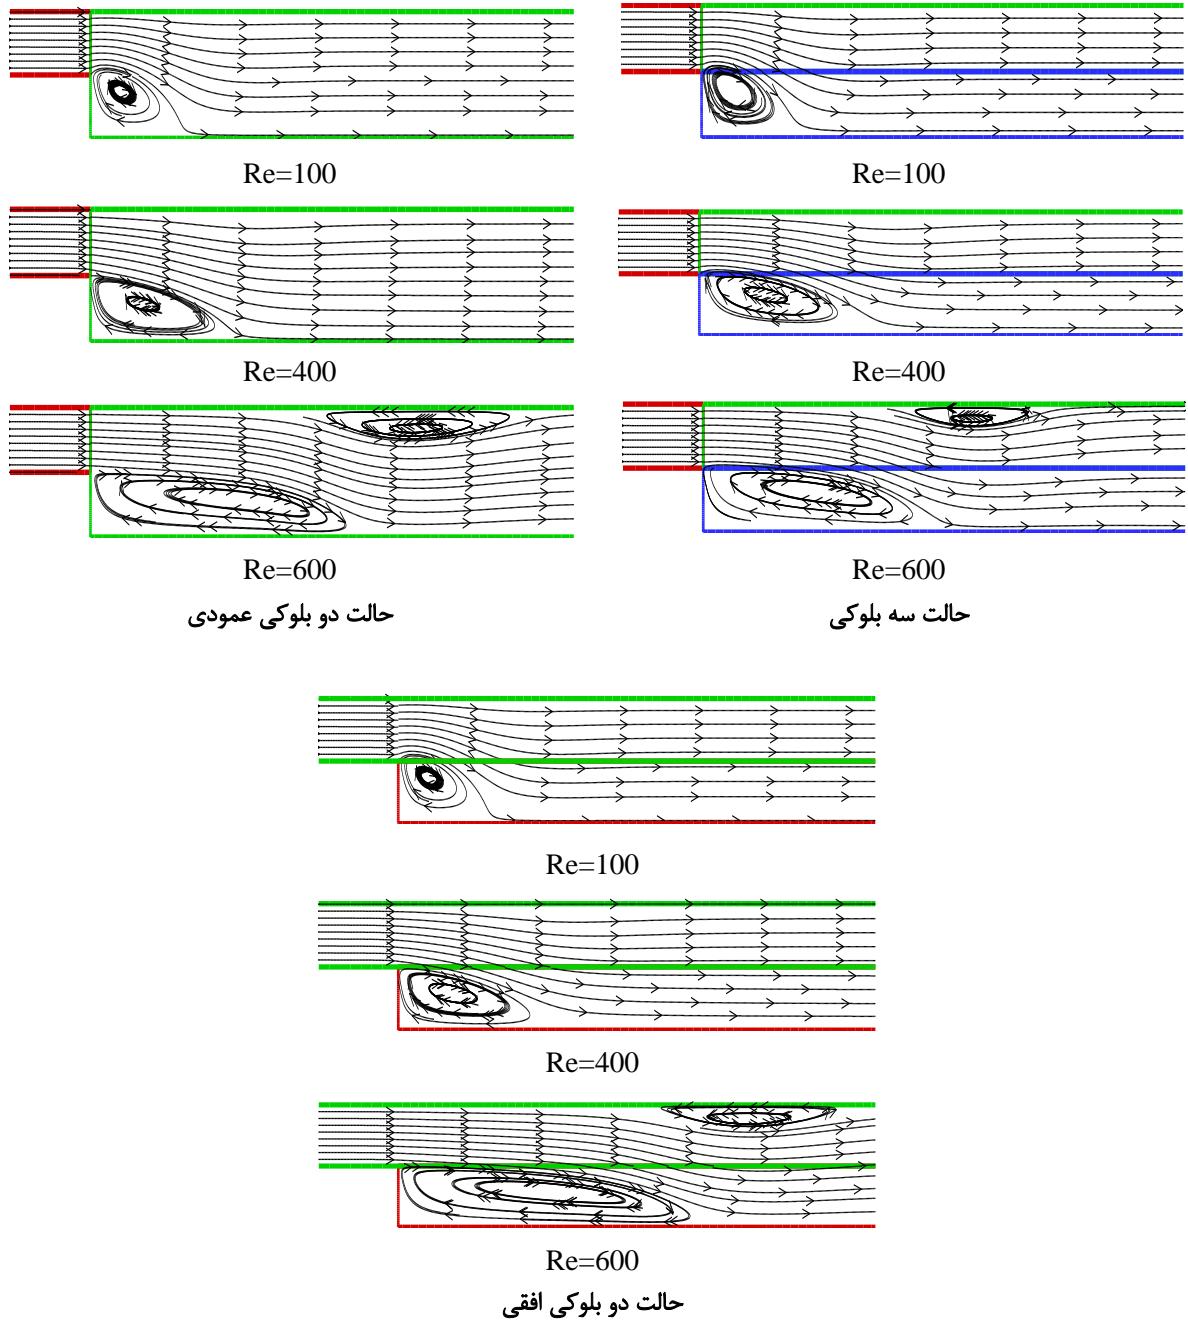 Re=100
Re=100
Re=400
Re=400
Re=600
Re=600
حالت دو بلوکی عمودی
حالت سه بلوکی
Re=100
Re=400
Re=600
حالت دو بلوکی افقی